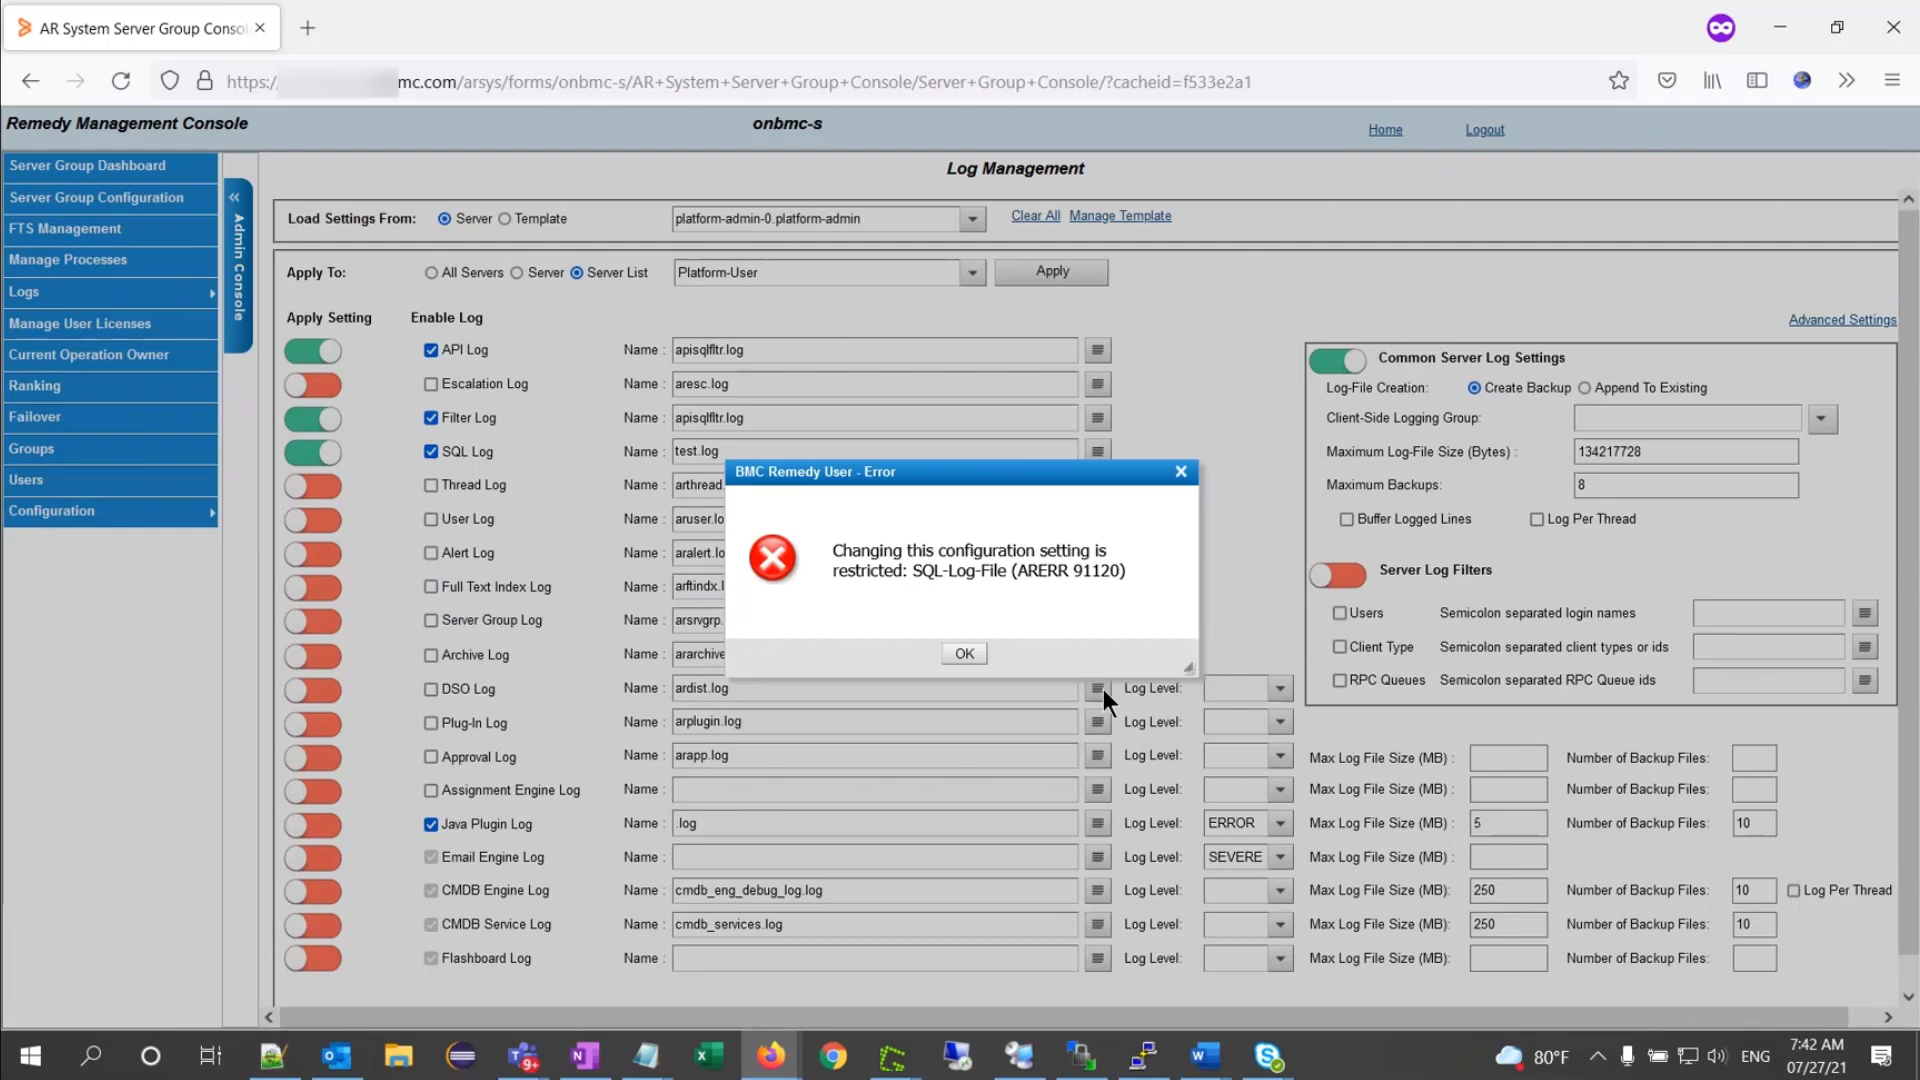 AR System Server Group Conso
https:/
mc.com/arsys/forms/onbmc-s/AR+System+Server+Group+Console/Server+Group+Console/?cacheid=f533e2a1
Remedy Management Console
onbmc-s
Home
Logout
Server Group Dashboard
Server Group Configuration
FTS Management
Manage Processes
Logs
Manage User Licenses
Current Operation Owner
Ranking
Failover
Groups
Users
Configuration
Admin Console
Log Management
Load Settings From: Server Template platform-admin-0.platform-admin Clear All Manage Template
Apply To: All Servers Server Server List Platform-User Apply
Apply Setting Enable Log
Advanced Settings
API Log Name : apisqlfltr.log
Escalation Log Name : aresc.log
Filter Log Name : apisqlfltr.log
SQL Log Name : test.log
Thread Log Name : arthread.
User Log Name : aruser.lo
Alert Log Name : aralert.lo
Full Text Index Log Name : arftindx.l
Server Group Log Name : arsrvgrp.
Archive Log Name : ararchive
DSO Log Name : ardist.log Log Level:
Plug-In Log Name : arplugin.log Log Level:
Approval Log Name : arapp.log Log Level: Max Log File Size (MB) : Number of Backup Files:
Assignment Engine Log Name : Log Level: Max Log File Size (MB) : Number of Backup Files:
Java Plugin Log Name : .log Log Level: ERROR Max Log File Size (MB) : 5 Number of Backup Files: 10
Email Engine Log Name : Log Level: SEVERE Max Log File Size (MB) :
CMDB Engine Log Name : cmdb_eng_debug_log.log Log Level: Max Log File Size (MB): 250 Number of Backup Files: 10 Log Per Thread
CMDB Service Log Name : cmdb_services.log Log Level: Max Log File Size (MB): 250 Number of Backup Files: 10
Flashboard Log Name : Log Level: Max Log File Size (MB): Number of Backup Files:
Common Server Log Settings
Log-File Creation: Create Backup Append To Existing
Client-Side Logging Group:
Maximum Log-File Size (Bytes) : 134217728
Maximum Backups: 8
Buffer Logged Lines Log Per Thread
Server Log Filters
Users Semicolon separated login names
Client Type Semicolon separated client types or ids
RPC Queues Semicolon separated RPC Queue ids
BMC Remedy User - Error
Changing this configuration setting is
restricted: SQL-Log-File (ARERR 91120)
OK
80°F
ENG
7:42 AM
07/27/21